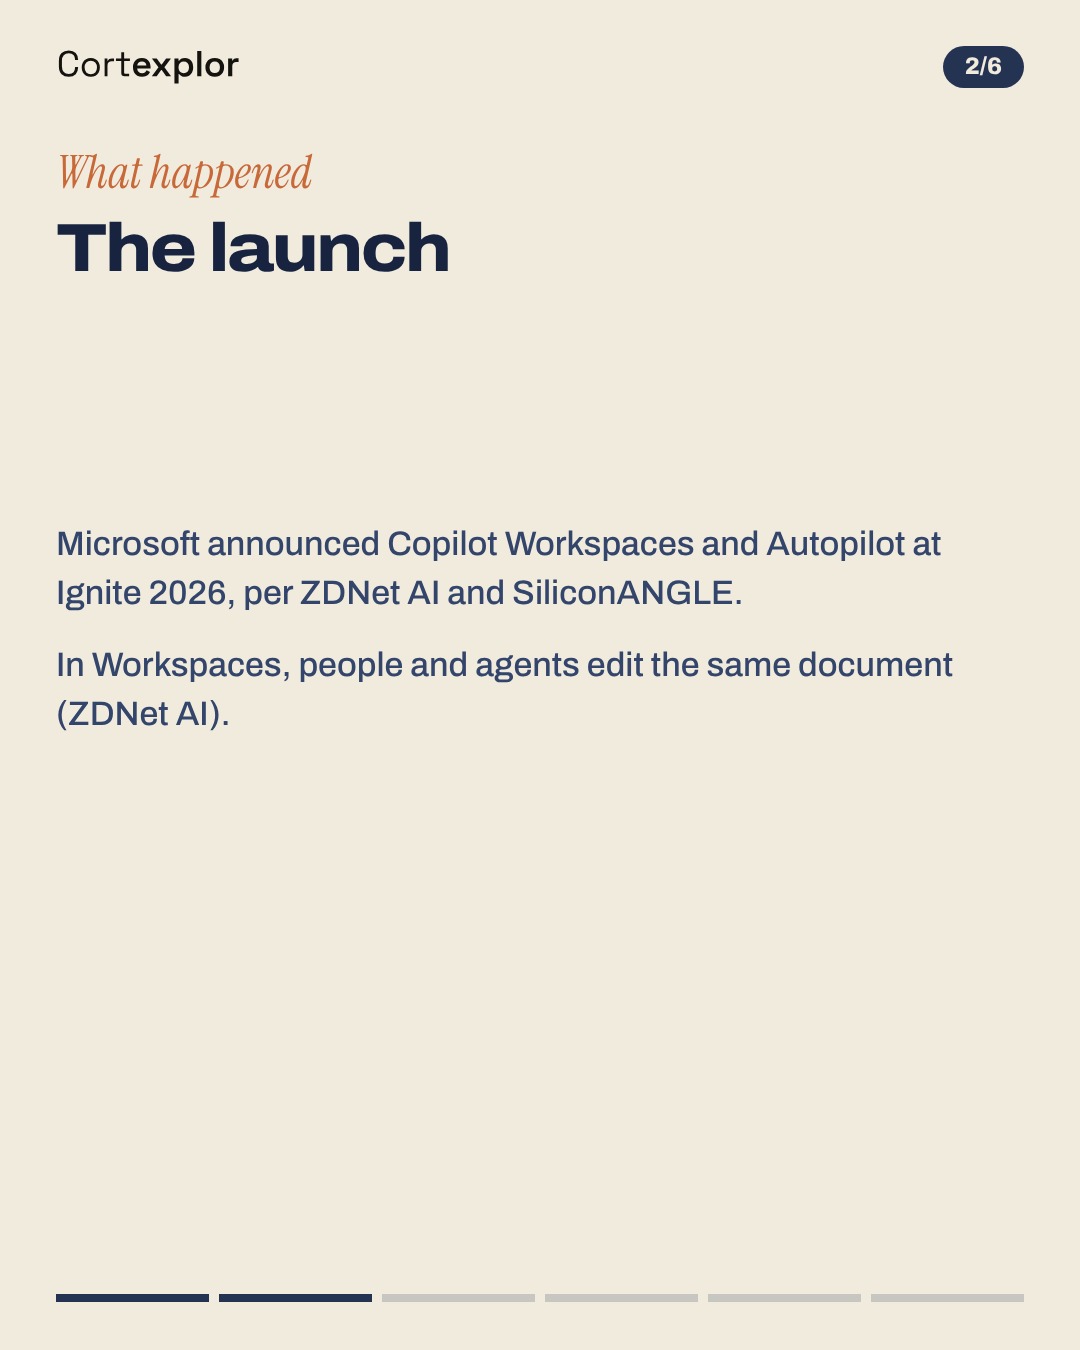 Cortexplor
2/6
What happened
The launch
Microsoft announced Copilot Workspaces and Autopilot at
Ignite 2026, per ZDNet AI and SiliconANGLE.
In Workspaces, people and agents edit the same document
(ZDNet AI).